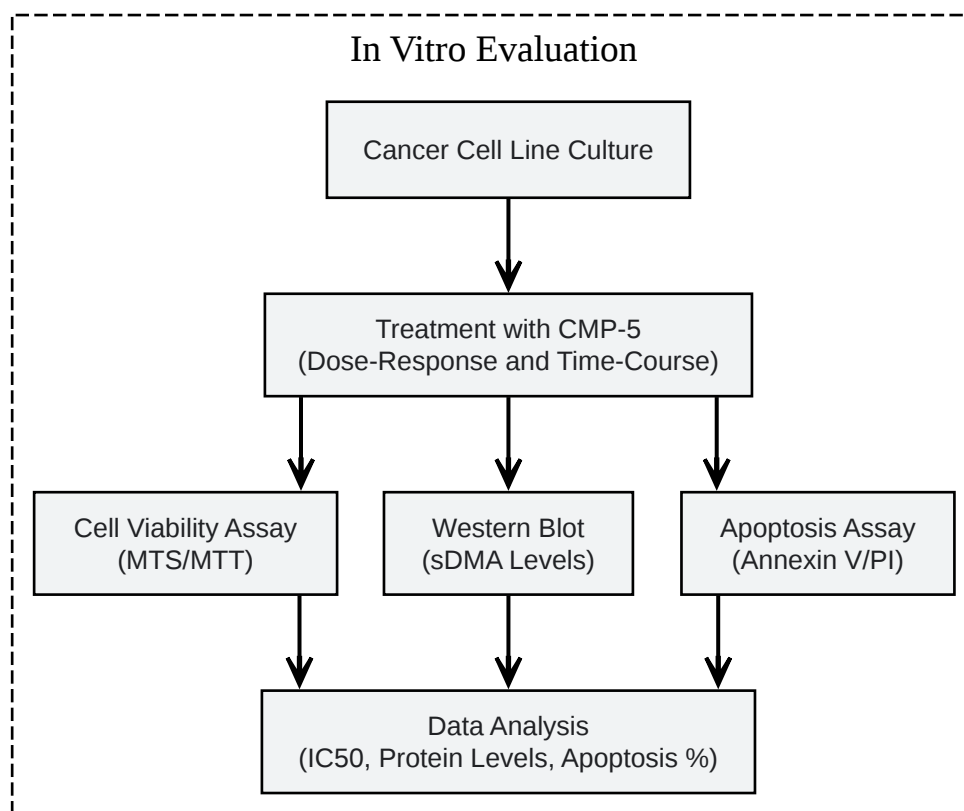 In Vitro Evaluation
Cancer Cell Line Culture
Treatment with CMP-5
(Dose-Response and Time-Course)
Cell Viability Assay
(MTS/MTT)
Western Blot
(sDMA Levels)
Apoptosis Assay
(Annexin V/PI)
Data Analysis
(IC50, Protein Levels, Apoptosis %)